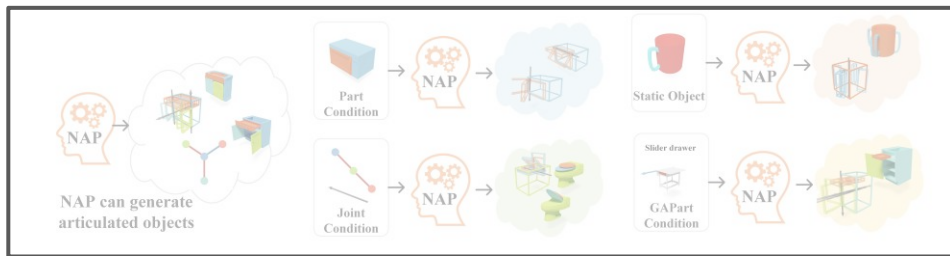 NAP
NAP can generate
articulated objects
Part
Condition
NAP
Joint
Condition
NAP
Static Object
NAP
Slider drawer
GAPart
Condition
NAP